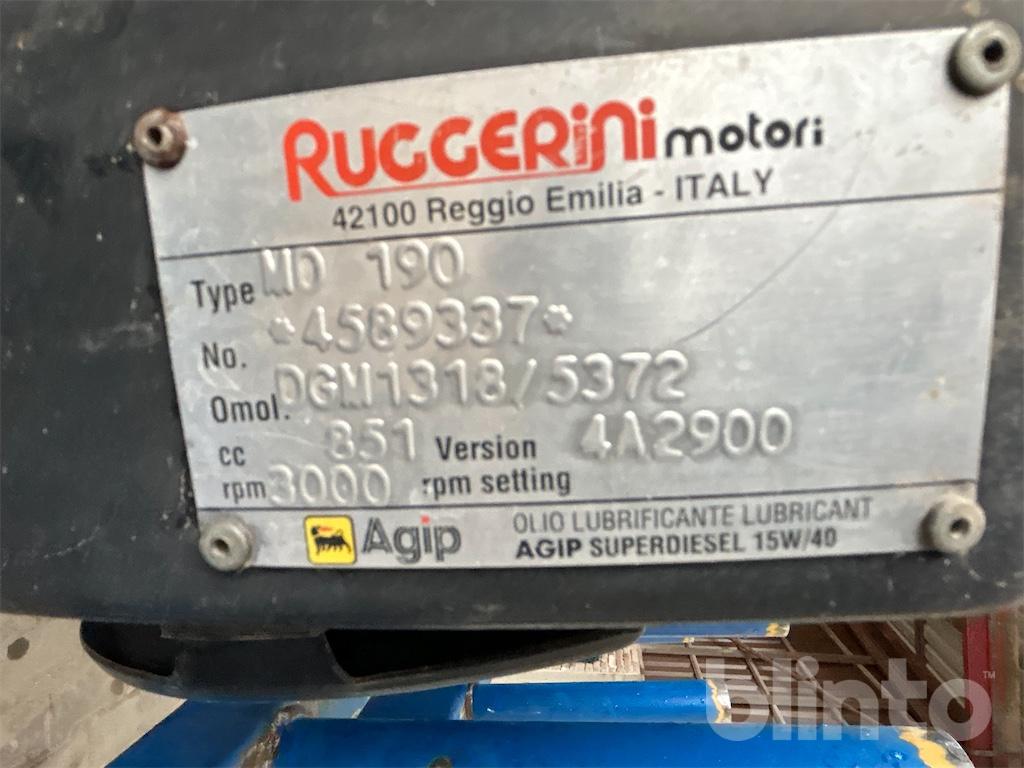 RUGGERiNi motori
42100 Reggio Emilia - ITALY
Type MD 190
No. *4589337*
Omol. DGM1318/5372
cc 851 Version 4A2900
rpm 3000 rpm setting
Agip OLIO LUBRIFICANTE LUBRICANT
AGIP SUPERDIESEL 15W/40
blinto™